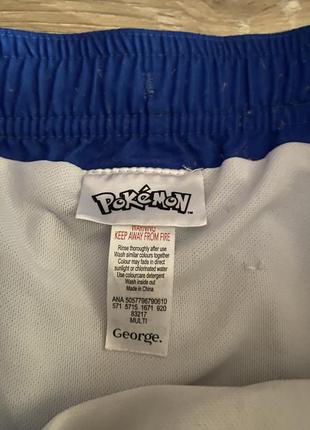 POKéMON™
WARNING
KEEP AWAY FROM FIRE
Rinse thoroughly after use
Wash similar colours together
Colour may fade in direct
sunlight or chlorinated water
Use colourcare detergent
Wash inside out
Made in China
ANA 5057796790610
571 5715 1671 920
83217
MULTI
George.